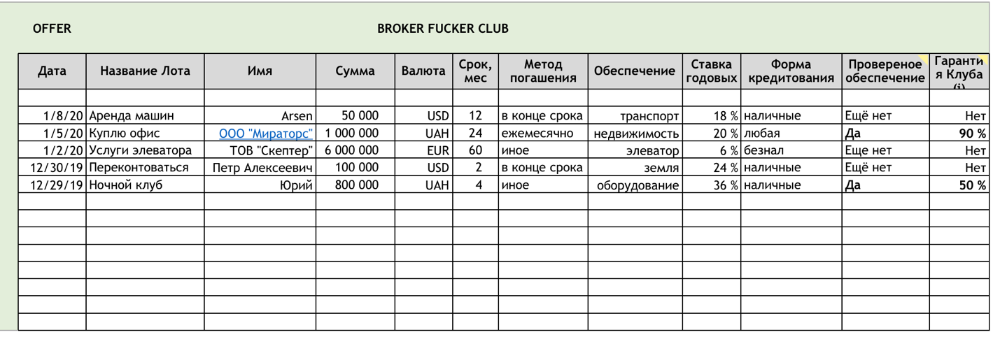 OFFER BROKER FUCKER CLUB
Дата Название Лота Имя Сумма Валюта Срок, мес Метод погашения Обеспечение Ставка годовых Форма кредитования Провереное обеспечение Гарантия Клуба (i)
1/8/20 Аренда машин Arsen 50 000 USD 12 в конце срока транспорт 18 % наличные Ещё нет Нет
1/5/20 Куплю офис ООО "Мираторс" 1 000 000 UAH 24 ежемесячно недвижимость 20 % любая Да 90 %
1/2/20 Услуги элеватора ТОВ "Скептер" 6 000 000 EUR 60 иное элеватор 6 % безнал Еще нет Нет
12/30/19 Переконтоваться Петр Алексеевич 100 000 USD 2 в конце срока земля 24 % наличные Ещё нет Нет
12/29/19 Ночной клуб Юрий 800 000 UAH 4 иное оборудование 36 % наличные Да 50 %